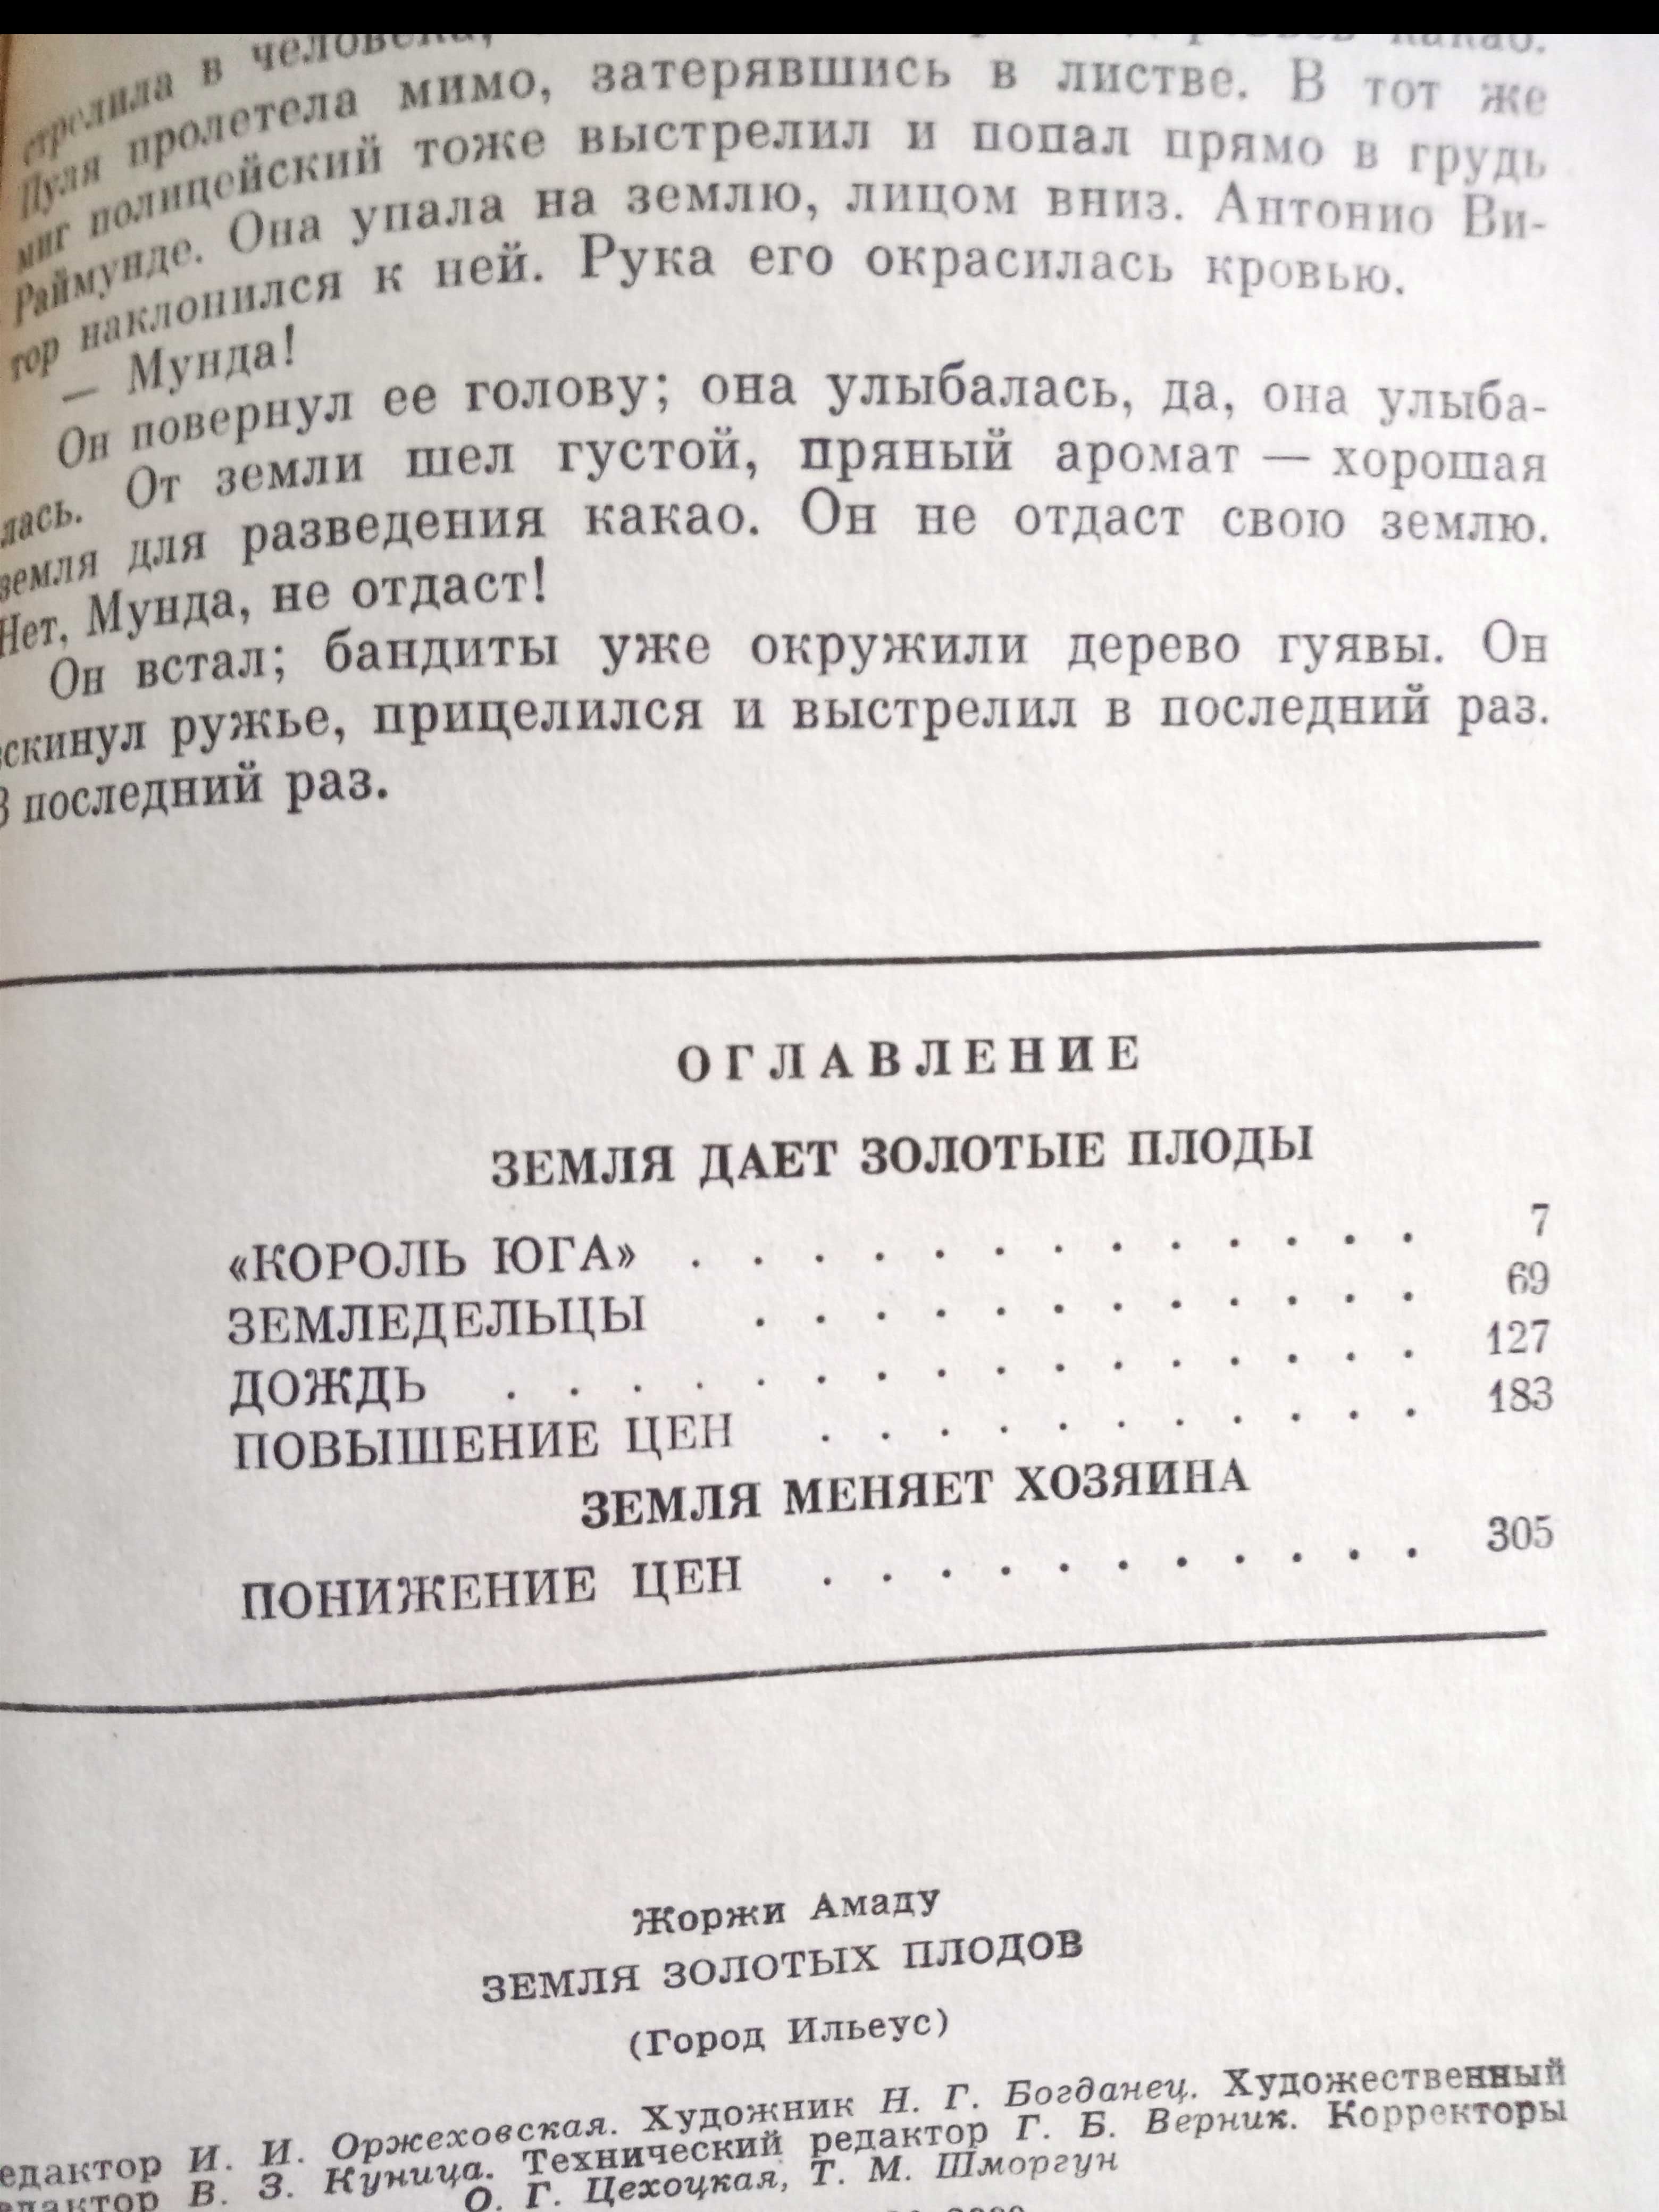 стрелила в человека, какао.
Пуля пролетела мимо, затерявшись в листве. В тот же
миг полицейский тоже выстрелил и попал прямо в грудь
Раймунде. Она упала на землю, лицом вниз. Антонио Ви-
тор наклонился к ней. Рука его окрасилась кровью.
— Мунда!
Он повернул ее голову; она улыбалась, да, она улыба-
лась. От земли шел густой, пряный аромат — хорошая
земля для разведения какао. Он не отдаст свою землю.
Нет, Мунда, не отдаст!
Он встал; бандиты уже окружили дерево гуявы. Он
вскинул ружье, прицелился и выстрелил в последний раз.
В последний раз.
ОГЛАВЛЕНИЕ
ЗЕМЛЯ ДАЕТ ЗОЛОТЫЕ ПЛОДЫ
«КОРОЛЬ ЮГА» . . . . . . . . . . . . . 7
ЗЕМЛЕДЕЛЬЦЫ . . . . . . . . . . . . 69
ДОЖДЬ . . . . . . . . . . . . . . . . 127
ПОВЫШЕНИЕ ЦЕН . . . . . . . . . . . 183
ЗЕМЛЯ МЕНЯЕТ ХОЗЯИНА
ПОНИЖЕНИЕ ЦЕН . . . . . . . . . . . 305
Жоржи Амаду
ЗЕМЛЯ ЗОЛОТЫХ ПЛОДОВ
(Город Ильеус)
едактор И. И. Оржеховская. Художник Н. Г. Богданец. Художественный
едактор В. З. Куница. Технический редактор Г. Б. Верник. Корректоры
О. Г. Цехоцкая, Т. М. Шморгун